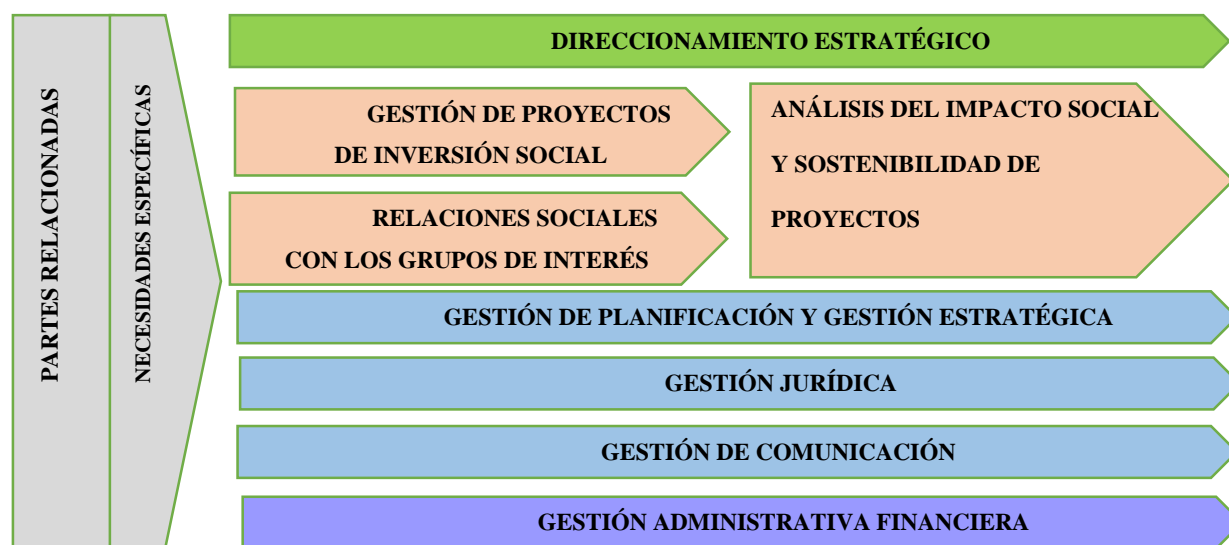 PARTES RELACIONADAS
NECESIDADES ESPECÍFICAS
DIRECCIONAMIENTO ESTRATÉGICO
GESTIÓN DE PROYECTOS
DE INVERSIÓN SOCIAL
RELACIONES SOCIALES
CON LOS GRUPOS DE INTERÉS
ANÁLISIS DEL IMPACTO SOCIAL
Y SOSTENIBILIDAD DE
PROYECTOS
GESTIÓN DE PLANIFICACIÓN Y GESTIÓN ESTRATÉGICA
GESTIÓN JURÍDICA
GESTIÓN DE COMUNICACIÓN
GESTIÓN ADMINISTRATIVA FINANCIERA